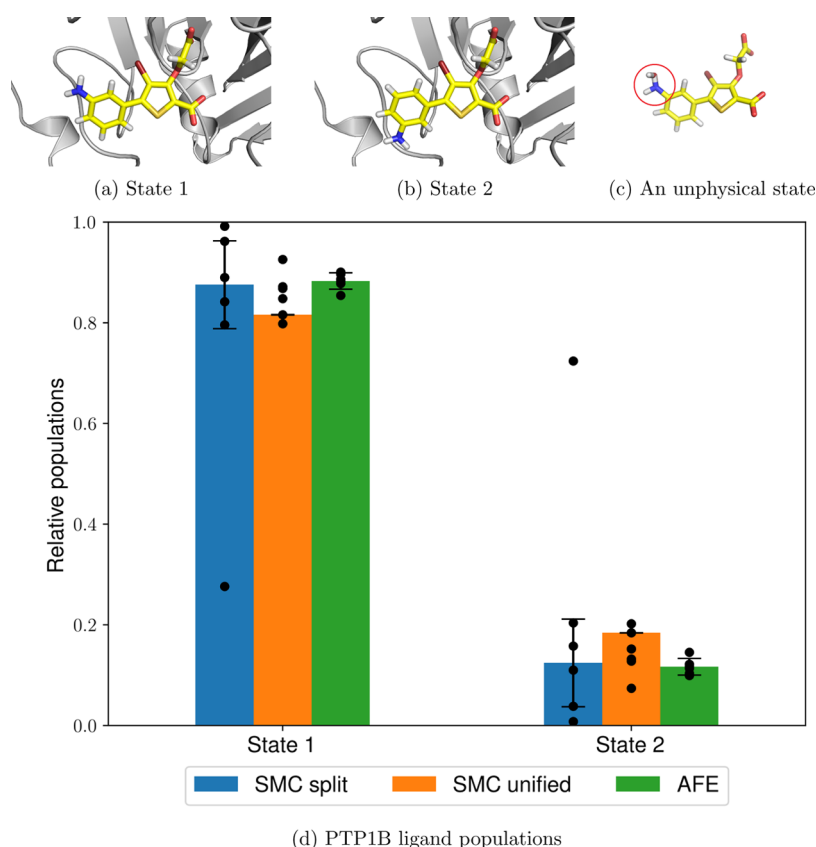 (a) State 1
(b) State 2
(c) An unphysical state
1.0
0.8
0.6
0.4
0.2
0.0
Relative populations
State 1
State 2
SMC split
SMC unified
AFE
(d) PTP1B ligand populations